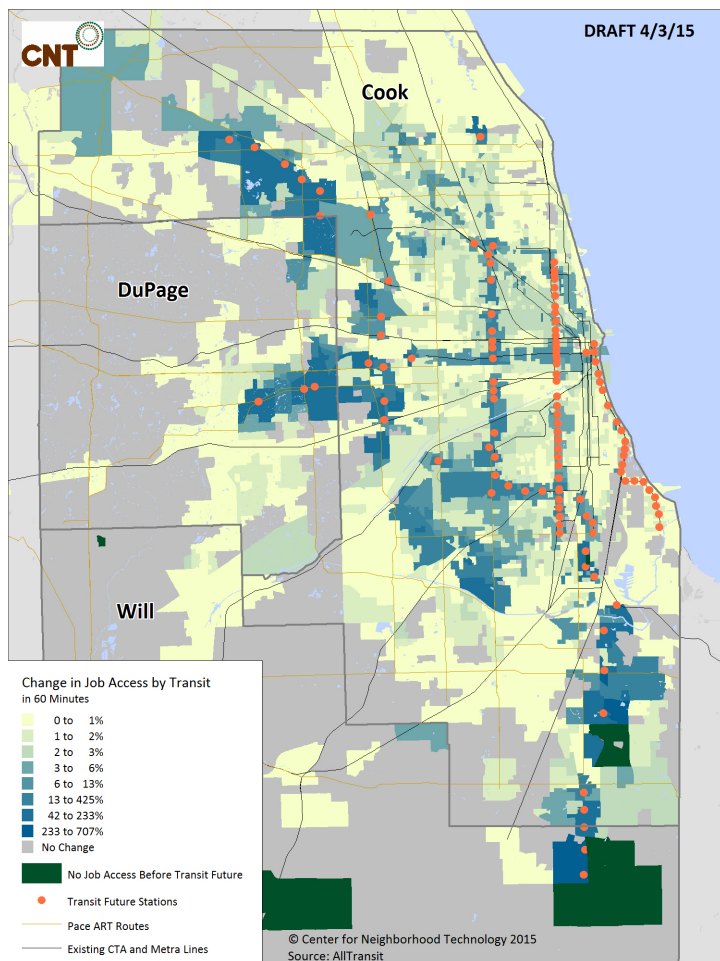 CNT
DRAFT 4/3/15
Cook
DuPage
Will
Change in Job Access by Transit
in 60 Minutes
0 to 1%
1 to 2%
2 to 3%
3 to 6%
6 to 13%
13 to 425%
42 to 233%
233 to 707%
No Change
No Job Access Before Transit Future
Transit Future Stations
Pace ART Routes
Existing CTA and Metra Lines
© Center for Neighborhood Technology 2015
Source: AllTransit